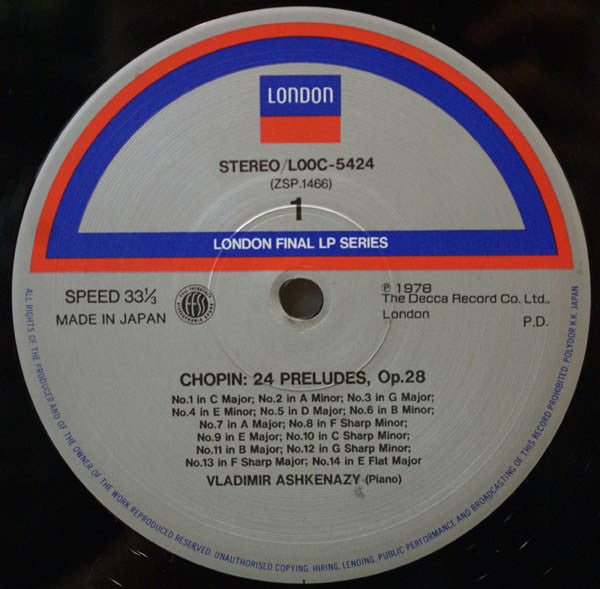 LONDON
STEREO/L00C-5424
(ZSP.1466)
1
LONDON FINAL LP SERIES
SPEED 33⅓
MADE IN JAPAN
Ⓟ 1978
The Decca Record Co. Ltd.,
London
P.D.
CHOPIN: 24 PRELUDES, Op.28
No.1 in C Major; No.2 in A Minor; No.3 in G Major;
No.4 in E Minor; No.5 in D Major; No.6 in B Minor;
No.7 in A Major; No.8 in F Sharp Minor;
No.9 in E Major; No.10 in C Sharp Minor;
No.11 in B Major; No.12 in G Sharp Minor;
No.13 in F Sharp Major; No.14 in E Flat Major
VLADIMIR ASHKENAZY (Piano)
ALL RIGHTS OF THE PRODUCER AND OF THE OWNER OF THE WORK REPRODUCED RESERVED. UNAUTHORISED COPYING, HIRING, LENDING, PUBLIC PERFORMANCE AND BROADCASTING OF THIS RECORD PROHIBITED POLYDOR K.K. JAPAN